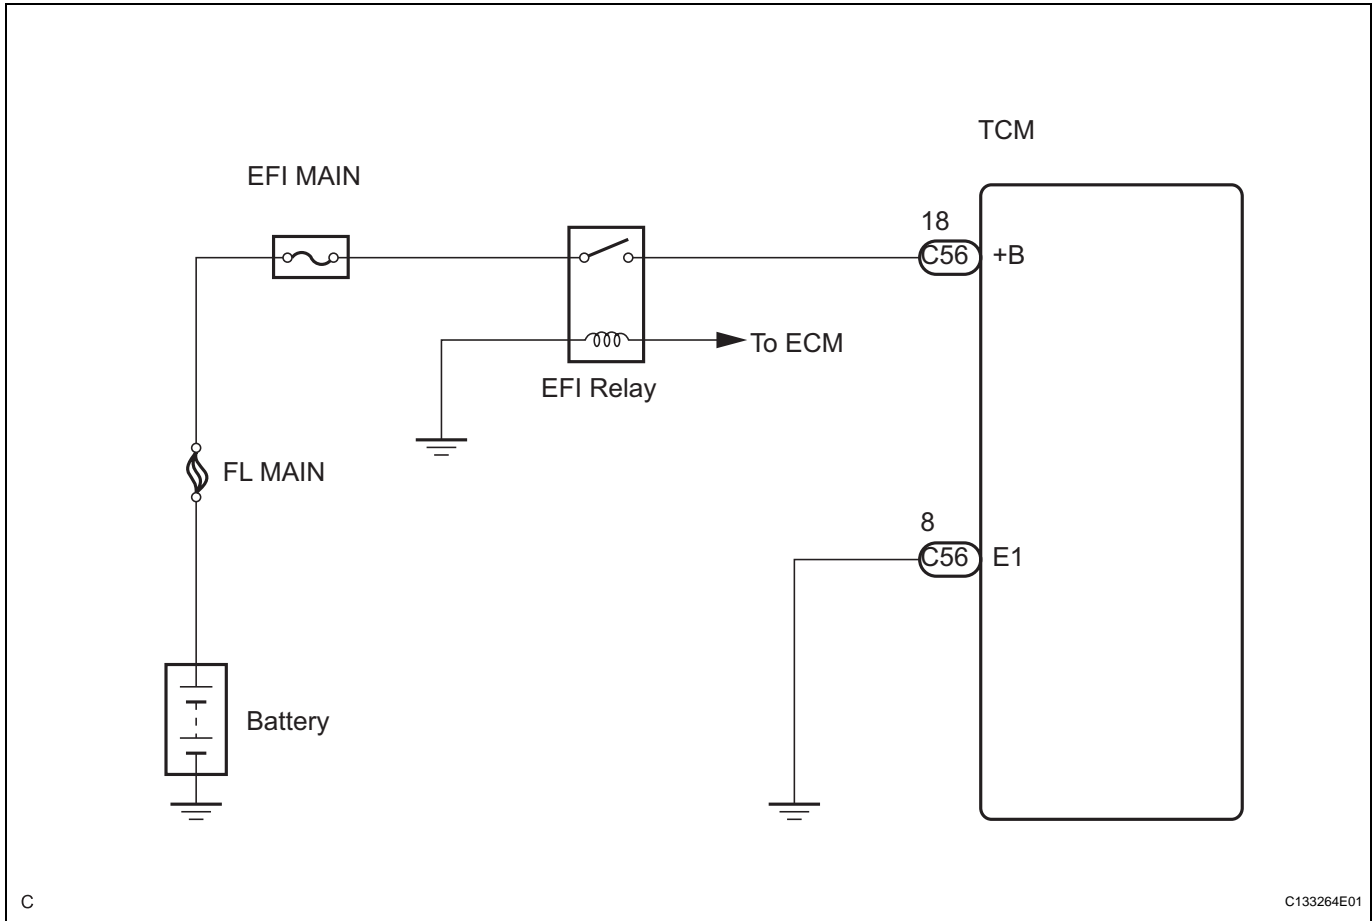 TCM
EFI MAIN
18
C56 +B
To ECM
EFI Relay
FL MAIN
8
C56 E1
Battery
C
C133264E01